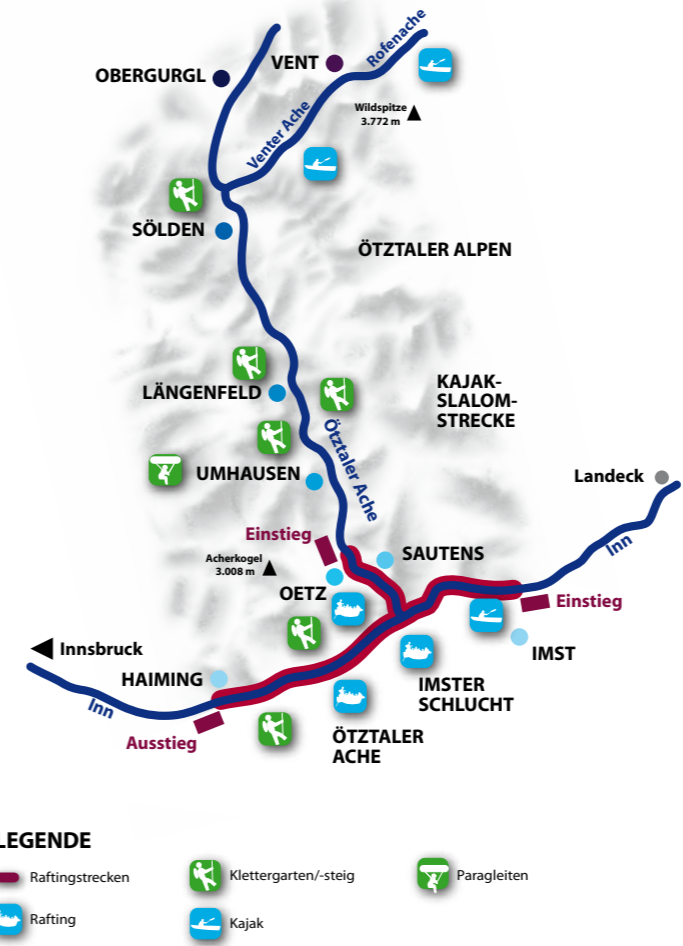 Rofenache
VENT
OBERGURGL
Wildspitze
3.772 m
Venter Ache
SÖLDEN
ÖTZTALER ALPEN
KAJAK-
SLALOM-
STRECKE
LÄNGENFELD
Ötztaler Ache
UMHAUSEN
Landeck
Einstieg
Inn
SAUTENS
Acherkogel
3.008 m
OETZ
Einstieg
Innsbruck
IMST
HAIMING
IMSTER
SCHLUCHT
Inn
Ausstieg
ÖTZTALER
ACHE
LEGENDE
Raftingstrecken
Klettergarten/-steig
Paragleiten
Rafting
Kajak